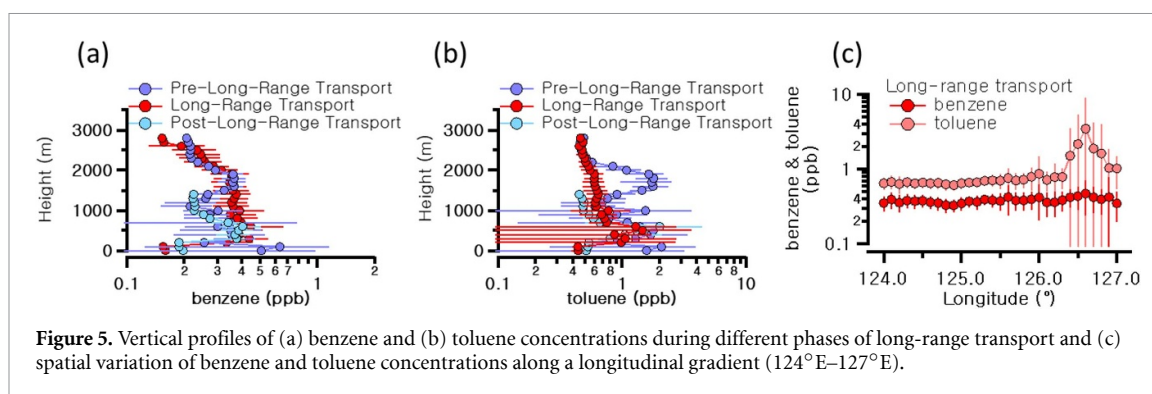 (a)
Pre-Long-Range Transport
Long-Range Transport
Post-Long-Range Transport
Height (m)
3000
2000
1000
0
0.1
2
3
4
5
6
7
1
2
benzene (ppb)
(b)
Pre-Long-Range Transport
Long-Range Transport
Post-Long-Range Transport
Height (m)
3000
2000
1000
0
0.1
2
4
6
8
1
2
4
6
8
10
toluene (ppb)
(c)
Long-range transport
benzene
toluene
benzene & toluene
(ppb)
10
4
2
1
4
2
0.1
124.0
125.0
126.0
127.0
Longitude (°)
Figure 5. Vertical profiles of (a) benzene and (b) toluene concentrations during different phases of long-range transport and (c)
spatial variation of benzene and toluene concentrations along a longitudinal gradient (124°E–127°E).